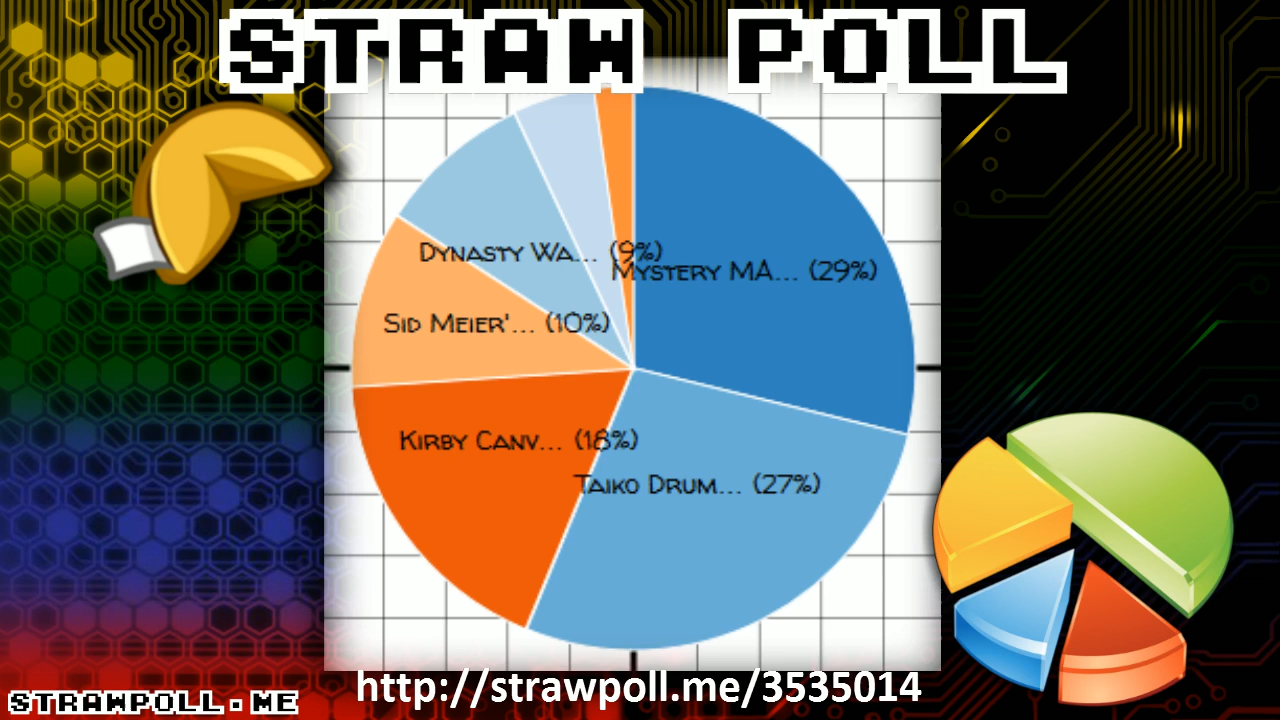 STRAW POLL
Dynasty Wa... (9%)
Mystery MA... (29%)
Sid Meier'... (10%)
Kirby Canv... (18%)
Taiko Drum... (27%)
http://strawpoll.me/3535014
STRAWPOLL.ME